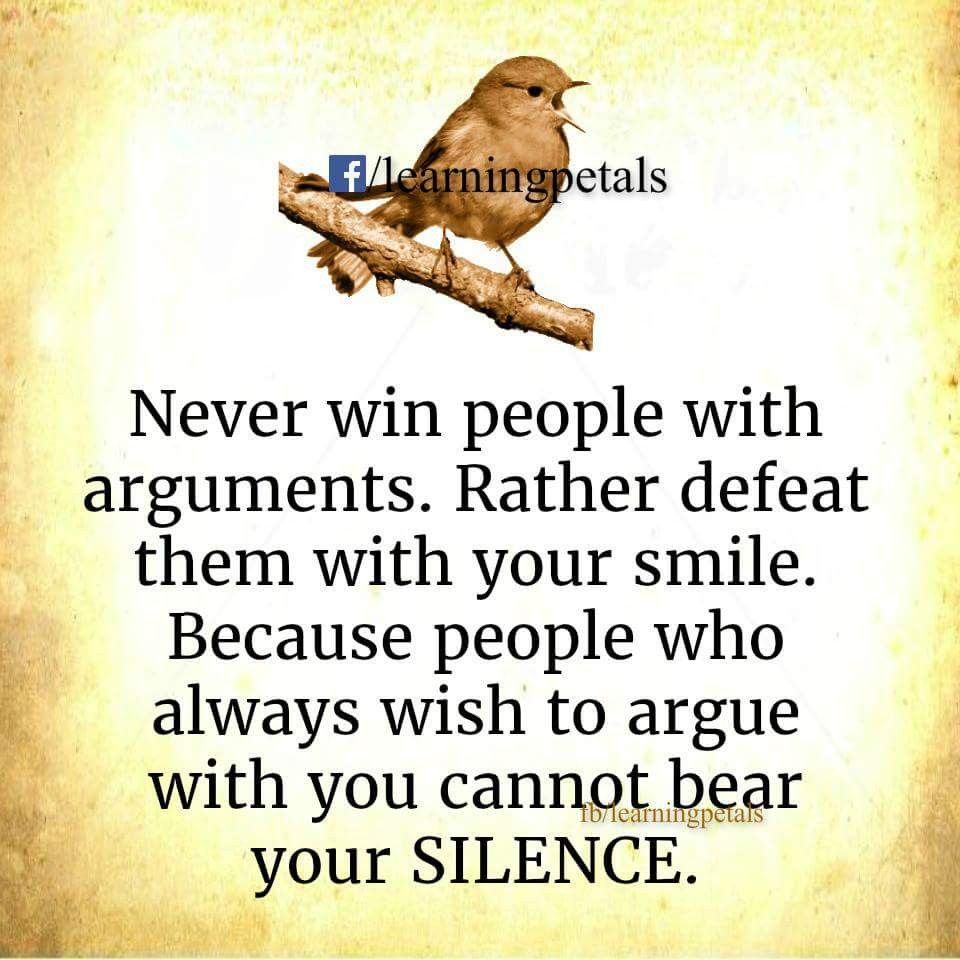 f/learningpetals
Never win people with
arguments. Rather defeat
them with your smile.
Because people who
always wish to argue
with you cannot bear
fb/learningpetals
your SILENCE.